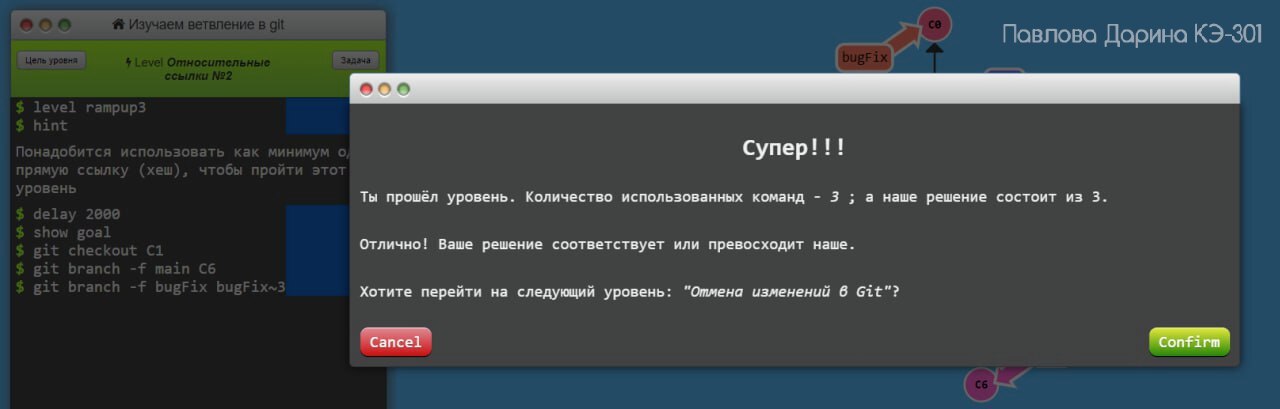 Изучаем ветвление в git
Цель уровня
Level Относительные
ссылки №2
Задача
$ level rampup3
$ hint
Понадобится использовать как минимум
прямую ссылку (хеш), чтобы пройти этот
уровень
$ delay 2000
$ show goal
$ git checkout C1
$ git branch -f main C6
$ git branch -f bugFix bugFix~3
C0
bugFix
Павлова Дарина КЭ-301
Супер!!!
Ты прошёл уровень. Количество использованных команд - 3 ; а наше решение состоит из 3.
Отлично! Ваше решение соответствует или превосходит наше.
Хотите перейти на следующий уровень: "Отмена изменений в Git"?
Cancel
Confirm
C6